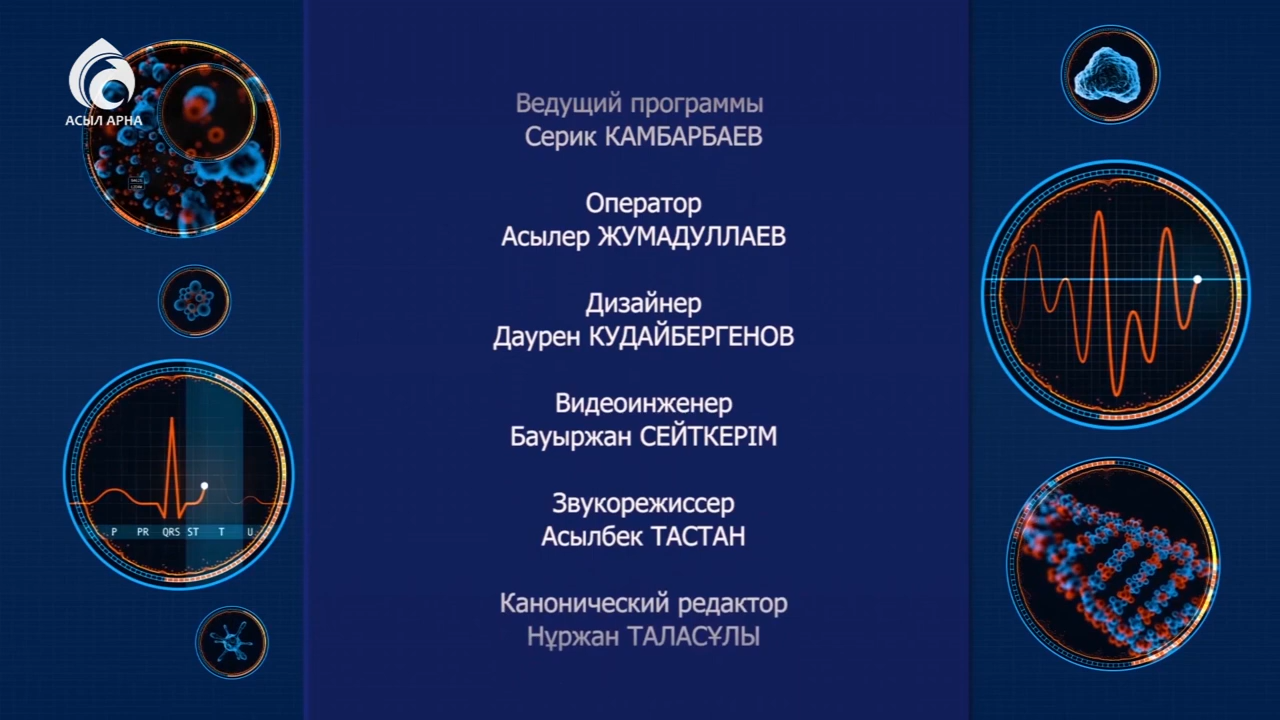 АСЫЛ АРНА
Ведущий программы
Серик КАМБАРБАЕВ
Оператор
Асылер ЖУМАДУЛЛАЕВ
Дизайнер
Даурен КУДАЙБЕРГЕНОВ
Видеоинженер
Бауыржан СЕЙТКЕРІМ
Звукорежиссер
Асылбек ТАСТАН
Канонический редактор
Нұржан ТАЛАСҰЛЫ
P PR QRS ST T U